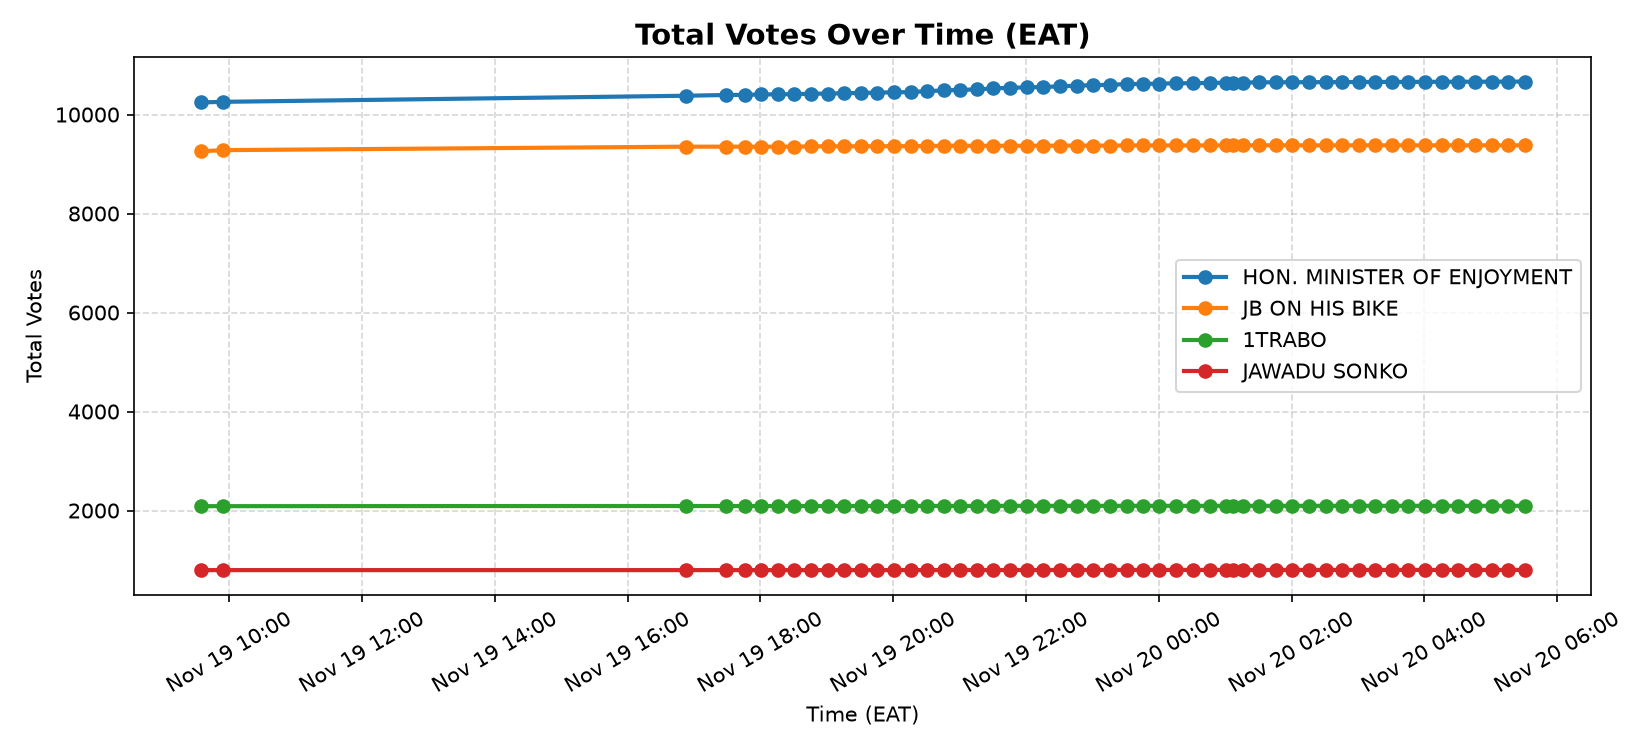 Total Votes Over Time (EAT)
Total Votes
10000
8000
6000
4000
2000
HON. MINISTER OF ENJOYMENT
JB ON HIS BIKE
1TRABO
JAWADU SONKO
Nov 19 10:00
Nov 19 12:00
Nov 19 14:00
Nov 19 16:00
Nov 19 18:00
Nov 19 20:00
Nov 19 22:00
Nov 20 00:00
Nov 20 02:00
Nov 20 04:00
Nov 20 06:00
Time (EAT)